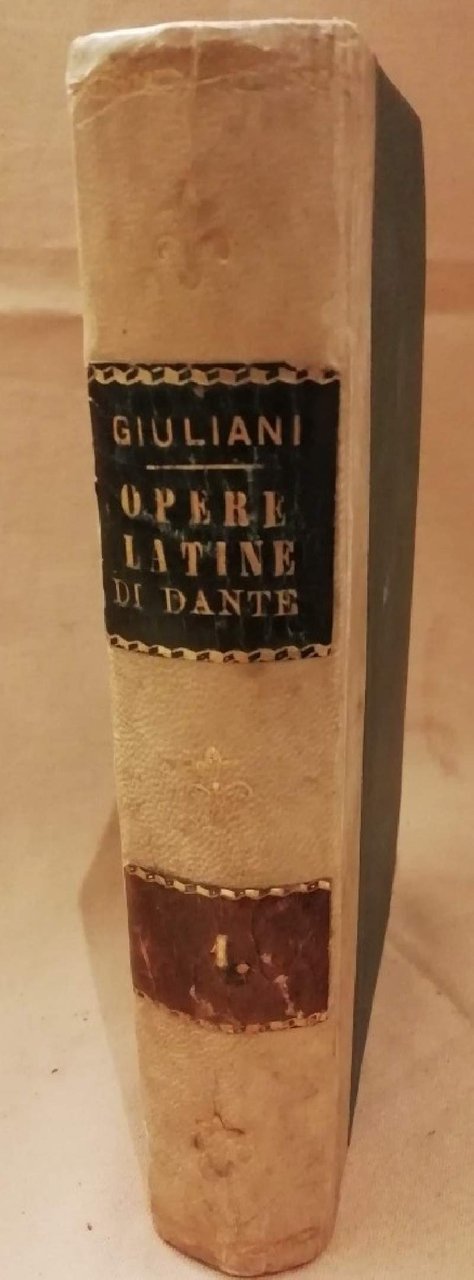 GIULIANI
OPERE
LATINE
DI DANTE
1.